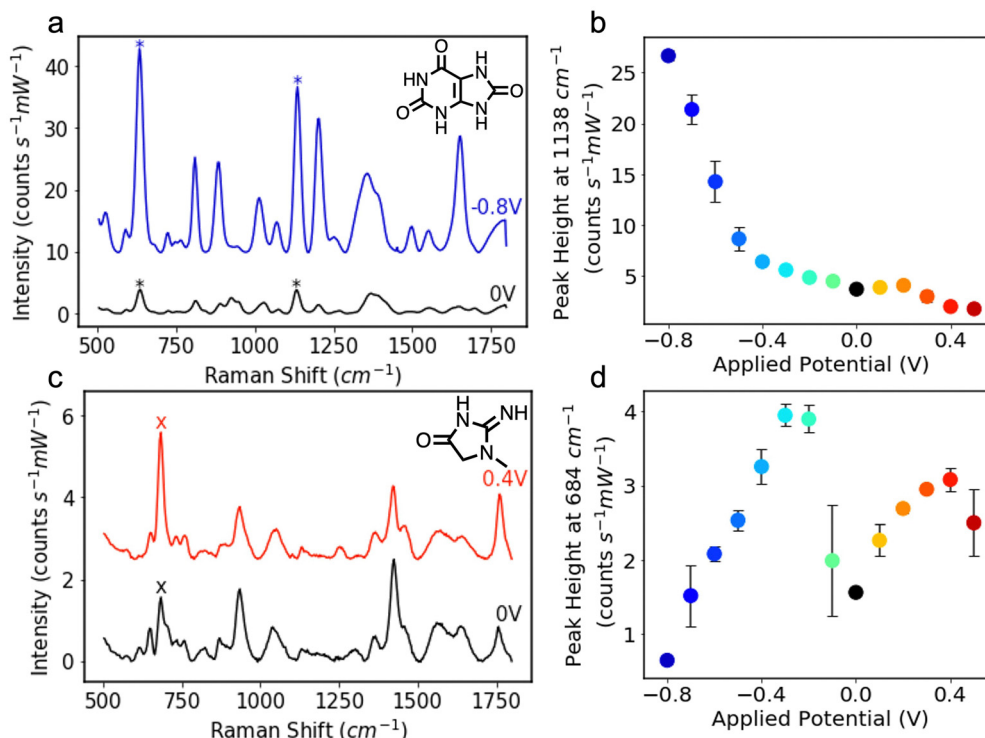 a
Intensity (counts s⁻¹mW⁻¹)
40
30
20
10
0
*
*
-0.8V
*
*
0V
O
HN
O
N
H
H
N
N
H
O
500
750
1000
1250
1500
1750
Raman Shift (cm⁻¹)
b
Peak Height at 1138 cm⁻¹
(counts s⁻¹mW⁻¹)
25
20
15
10
5
−0.8
−0.4
0.0
0.4
Applied Potential (V)
c
Intensity (counts s⁻¹mW⁻¹)
6
4
2
0
x
0.4V
x
0V
H
N
NH
O
N
500
750
1000
1250
1500
1750
Raman Shift (cm⁻¹)
d
Peak Height at 684 cm⁻¹
(counts s⁻¹mW⁻¹)
4
3
2
1
−0.8
−0.4
0.0
0.4
Applied Potential (V)